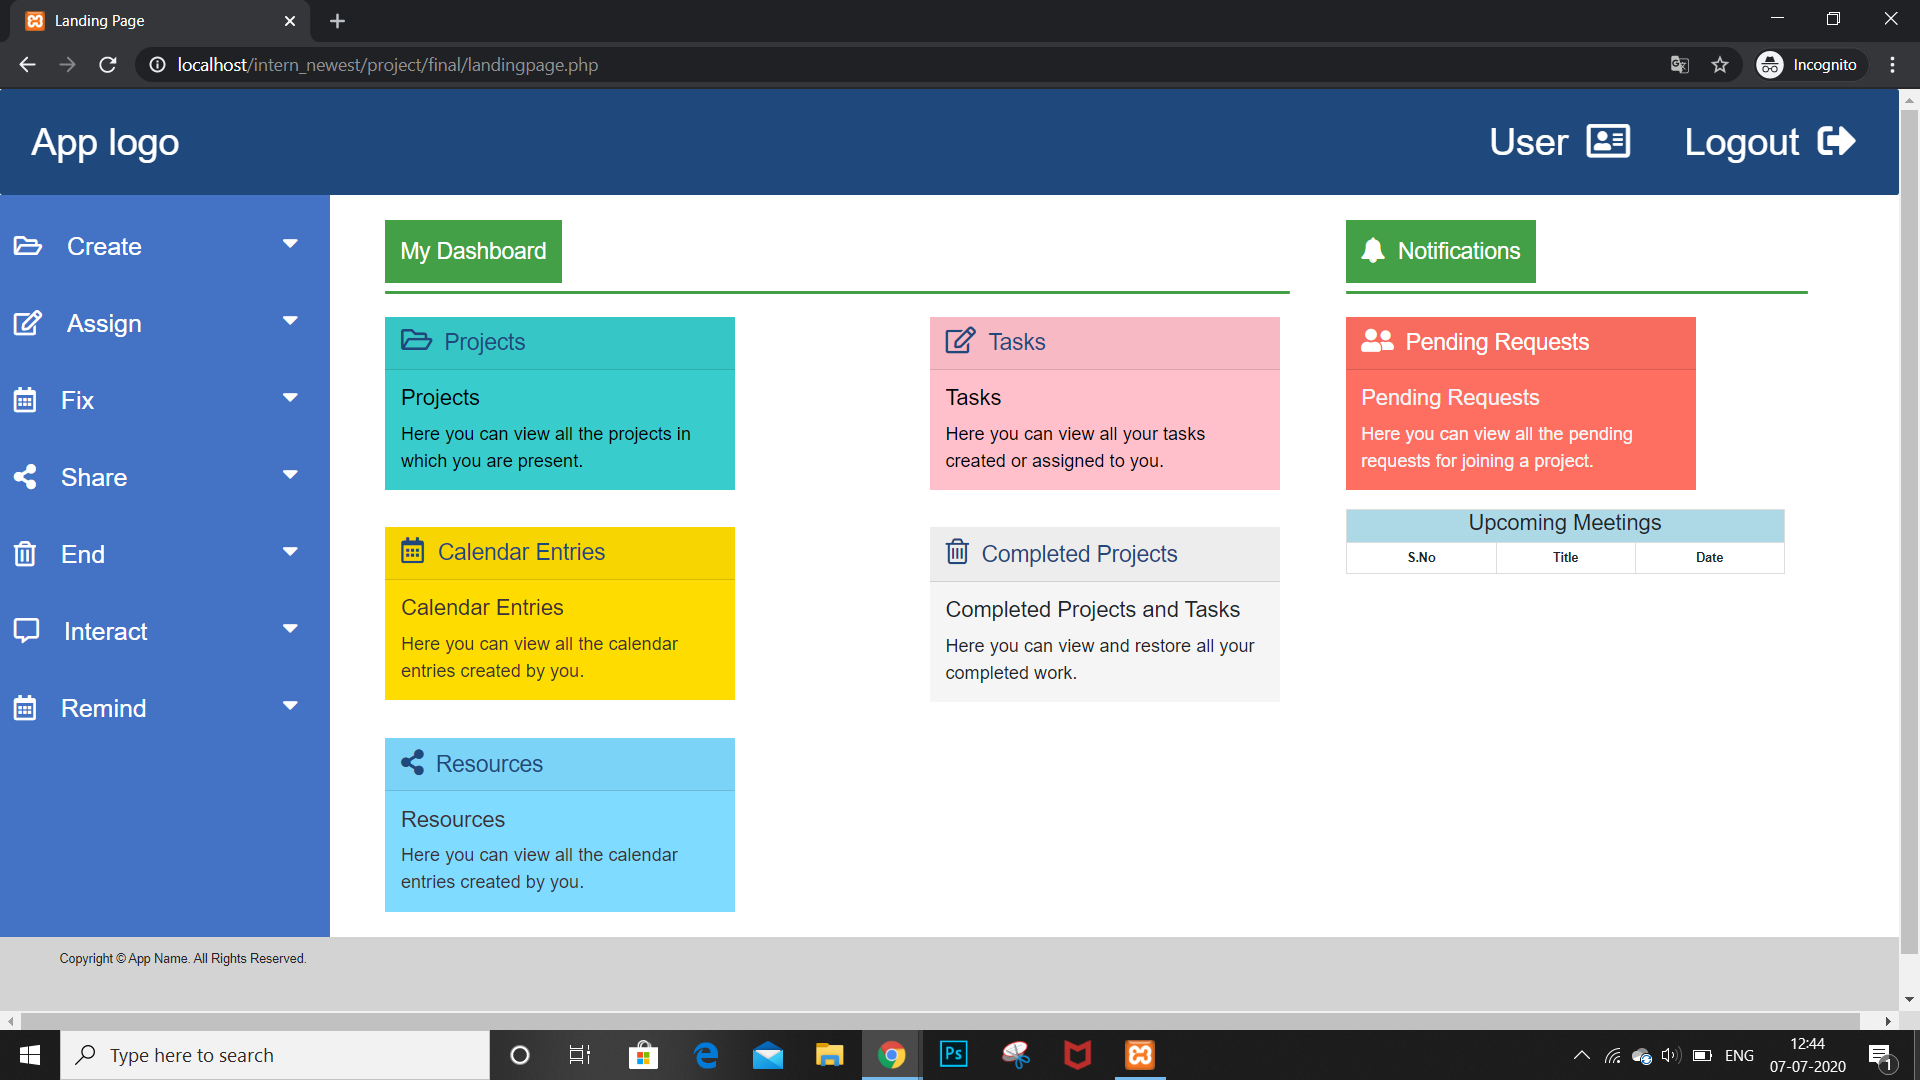 Landing Page
localhost/intern_newest/project/final/landingpage.php
Incognito
App logo
User
Logout
Create
Assign
Fix
Share
End
Interact
Remind
My Dashboard
Projects
Projects
Here you can view all the projects in
which you are present.
Tasks
Tasks
Here you can view all your tasks
created or assigned to you.
Calendar Entries
Calendar Entries
Here you can view all the calendar
entries created by you.
Completed Projects
Completed Projects and Tasks
Here you can view and restore all your
completed work.
Resources
Resources
Here you can view all the calendar
entries created by you.
Notifications
Pending Requests
Pending Requests
Here you can view all the pending
requests for joining a project.
Upcoming Meetings
S.No Title Date
Copyright © App Name. All Rights Reserved.
Type here to search
Ps
ENG
12:44
07-07-2020
1